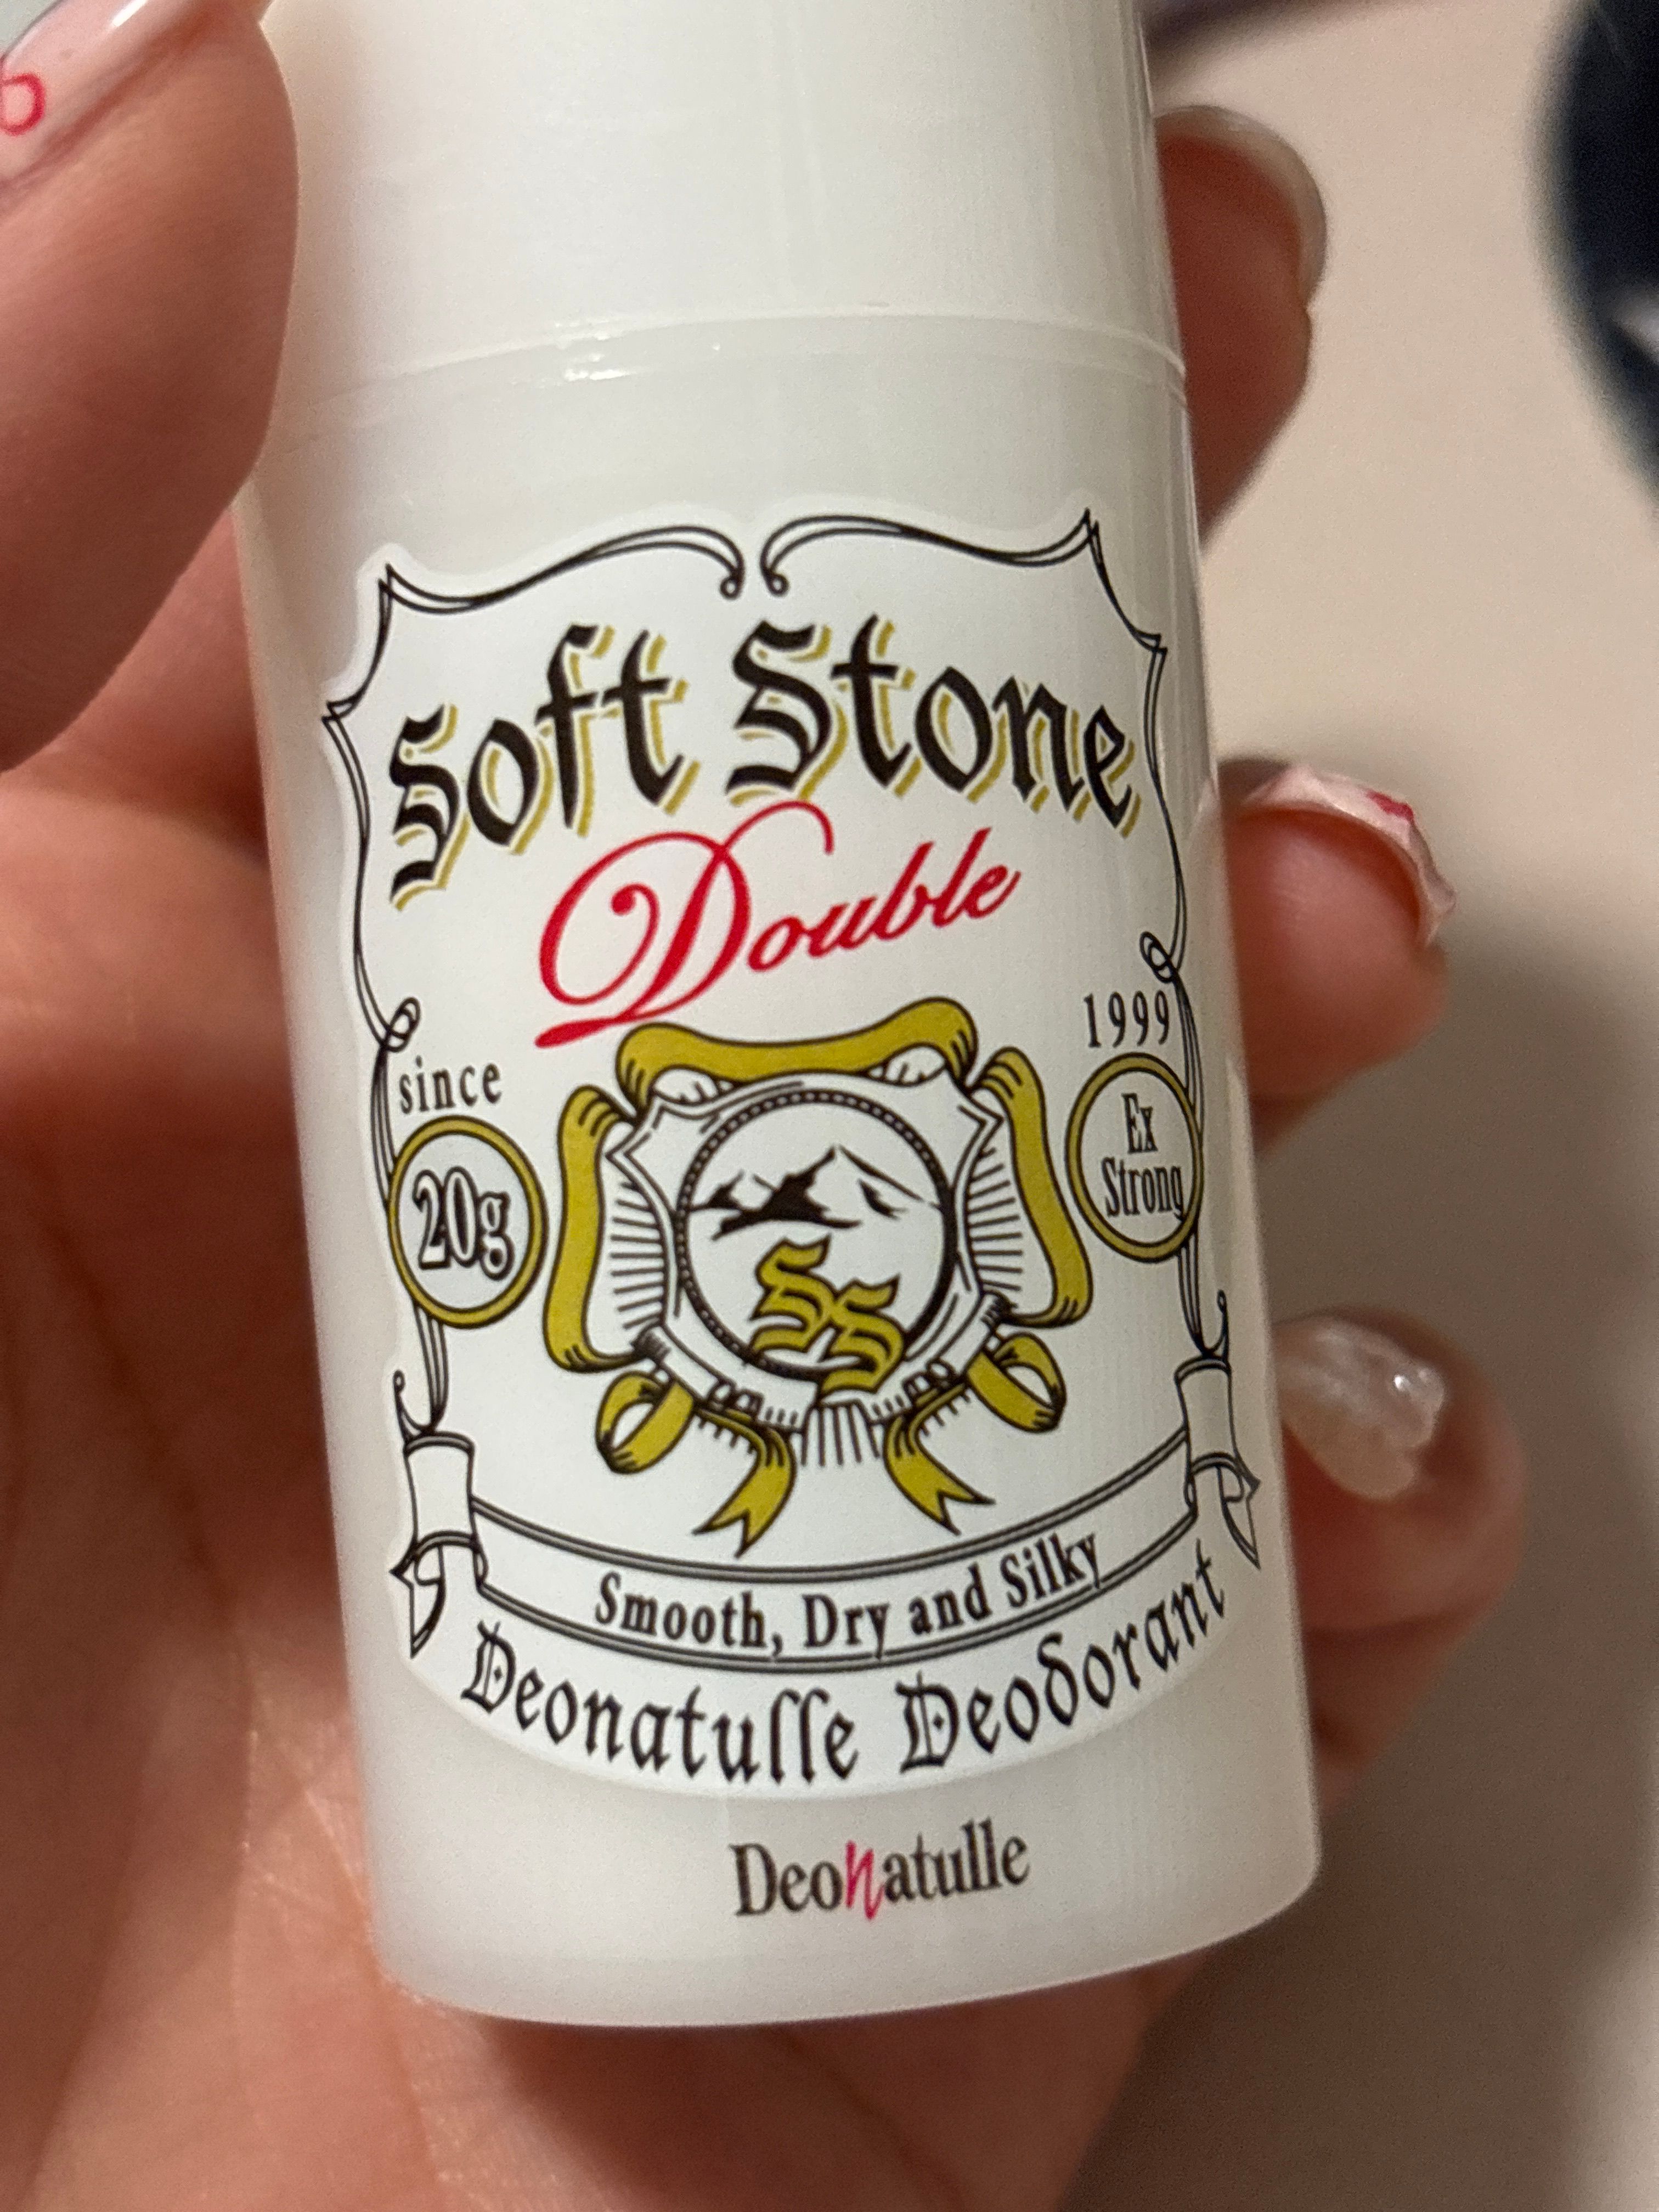 Soft Stone
Double
since 1999
20g
Ex
Strong
SS
Smooth, Dry and Silky
Deonatulle Deodorant
Deonatulle